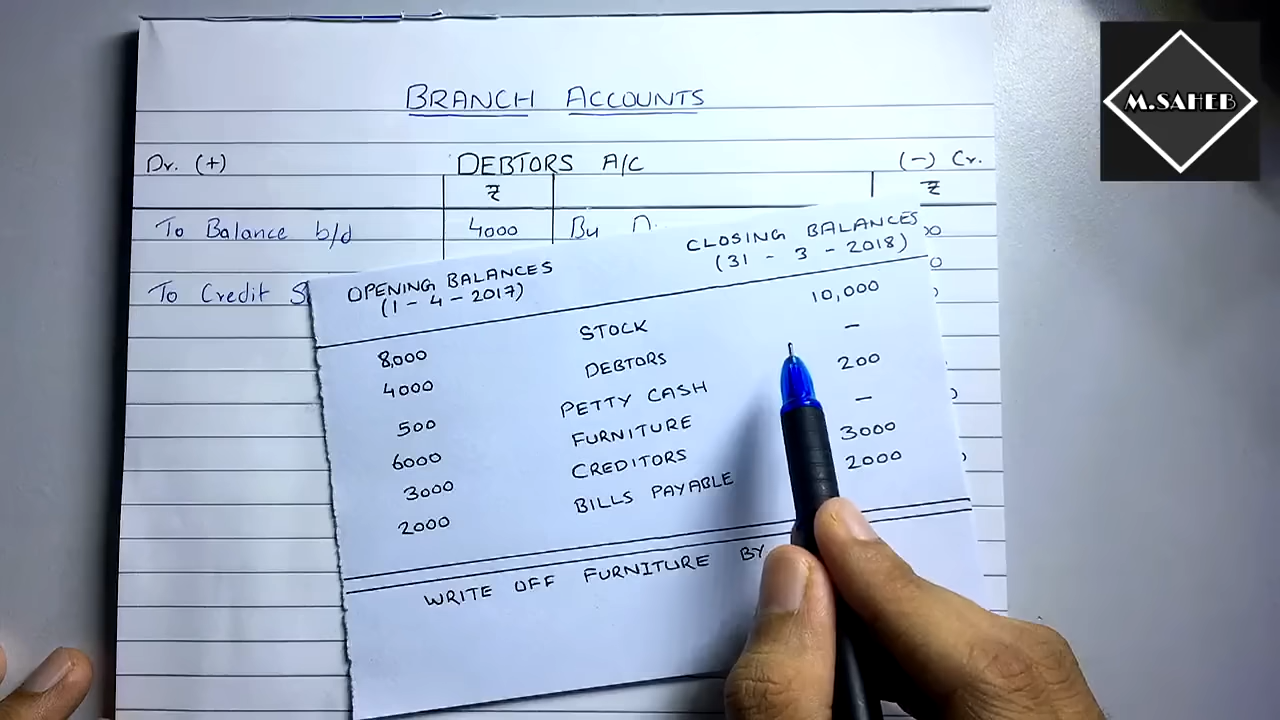 BRANCH ACCOUNTS
M.SAHEB
Dr. (+) DEBTORS A/C (-) Cr.
₹ ₹
To Balance b/d 4000
To Credit
OPENING BALANCES CLOSING BALANCES
(1-4-2017) (31-3-2018)
8,000 STOCK 10,000
4000 DEBTORS –
500 PETTY CASH 200
6000 FURNITURE –
3000 CREDITORS 3000
2000 BILLS PAYABLE 2000
WRITE OFF FURNITURE BY